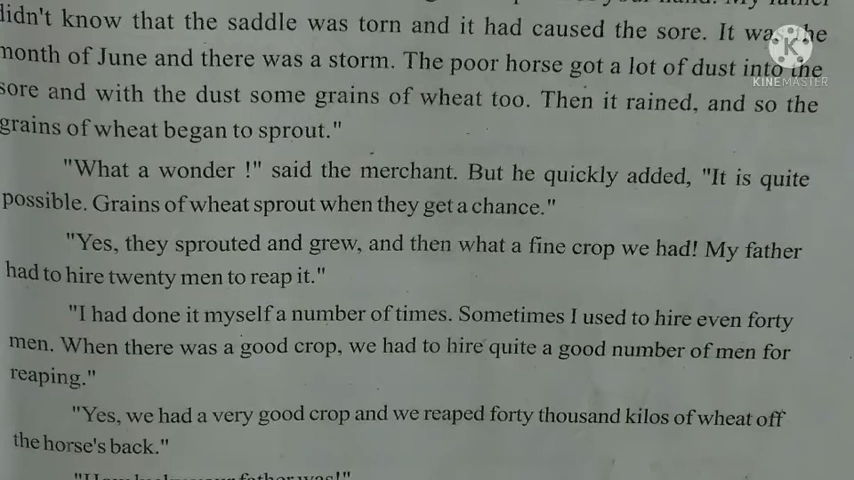 didn't know that the saddle was torn and it had caused the sore. It was the
month of June and there was a storm. The poor horse got a lot of dust into the
sore and with the dust some grains of wheat too. Then it rained, and so the
grains of wheat began to sprout."
"What a wonder !" said the merchant. But he quickly added, "It is quite
possible. Grains of wheat sprout when they get a chance."
"Yes, they sprouted and grew, and then what a fine crop we had! My father
had to hire twenty men to reap it."
"I had done it myself a number of times. Sometimes I used to hire even forty
men. When there was a good crop, we had to hire quite a good number of men for
reaping."
"Yes, we had a very good crop and we reaped forty thousand kilos of wheat off
the horse's back."
father was!"
K
KINEMASTER